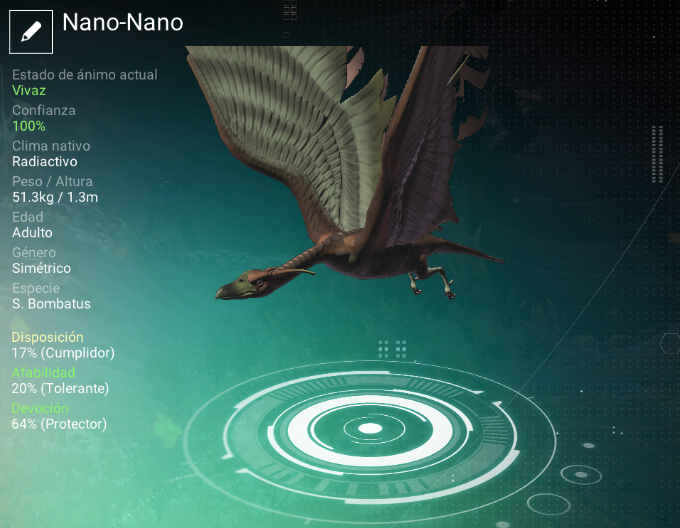 Nano-Nano
Estado de ánimo actual
Vivaz
Confianza
100%
Clima nativo
Radiactivo
Peso / Altura
51.3kg / 1.3m
Edad
Adulto
Género
Simétrico
Especie
S. Bombatus
Disposición
17% (Cumplidor)
Afabilidad
20% (Tolerante)
Devoción
64% (Protector)